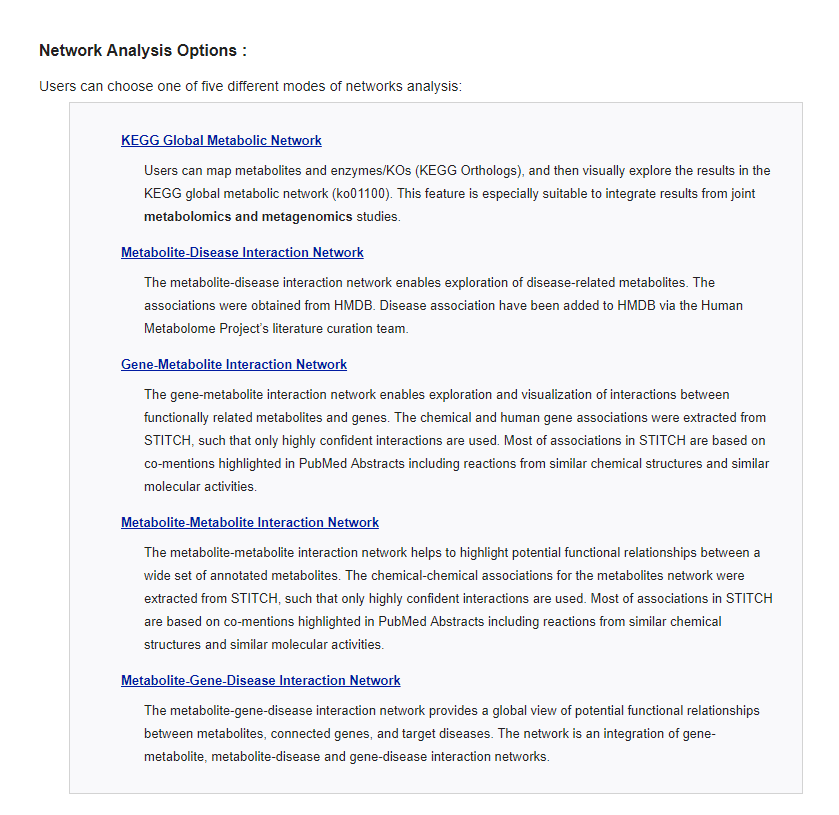 Network Analysis Options :
Users can choose one of five different modes of networks analysis:
KEGG Global Metabolic Network
Users can map metabolites and enzymes/KOs (KEGG Orthologs), and then visually explore the results in the
KEGG global metabolic network (ko01100). This feature is especially suitable to integrate results from joint
metabolomics and metagenomics studies.
Metabolite-Disease Interaction Network
The metabolite-disease interaction network enables exploration of disease-related metabolites. The
associations were obtained from HMDB. Disease association have been added to HMDB via the Human
Metabolome Project's literature curation team.
Gene-Metabolite Interaction Network
The gene-metabolite interaction network enables exploration and visualization of interactions between
functionally related metabolites and genes. The chemical and human gene associations were extracted from
STITCH, such that only highly confident interactions are used. Most of associations in STITCH are based on
co-mentions highlighted in PubMed Abstracts including reactions from similar chemical structures and similar
molecular activities.
Metabolite-Metabolite Interaction Network
The metabolite-metabolite interaction network helps to highlight potential functional relationships between a
wide set of annotated metabolites. The chemical-chemical associations for the metabolites network were
extracted from STITCH, such that only highly confident interactions are used. Most of associations in STITCH
are based on co-mentions highlighted in PubMed Abstracts including reactions from similar chemical
structures and similar molecular activities.
Metabolite-Gene-Disease Interaction Network
The metabolite-gene-disease interaction network provides a global view of potential functional relationships
between metabolites, connected genes, and target diseases. The network is an integration of gene-
metabolite, metabolite-disease and gene-disease interaction networks.